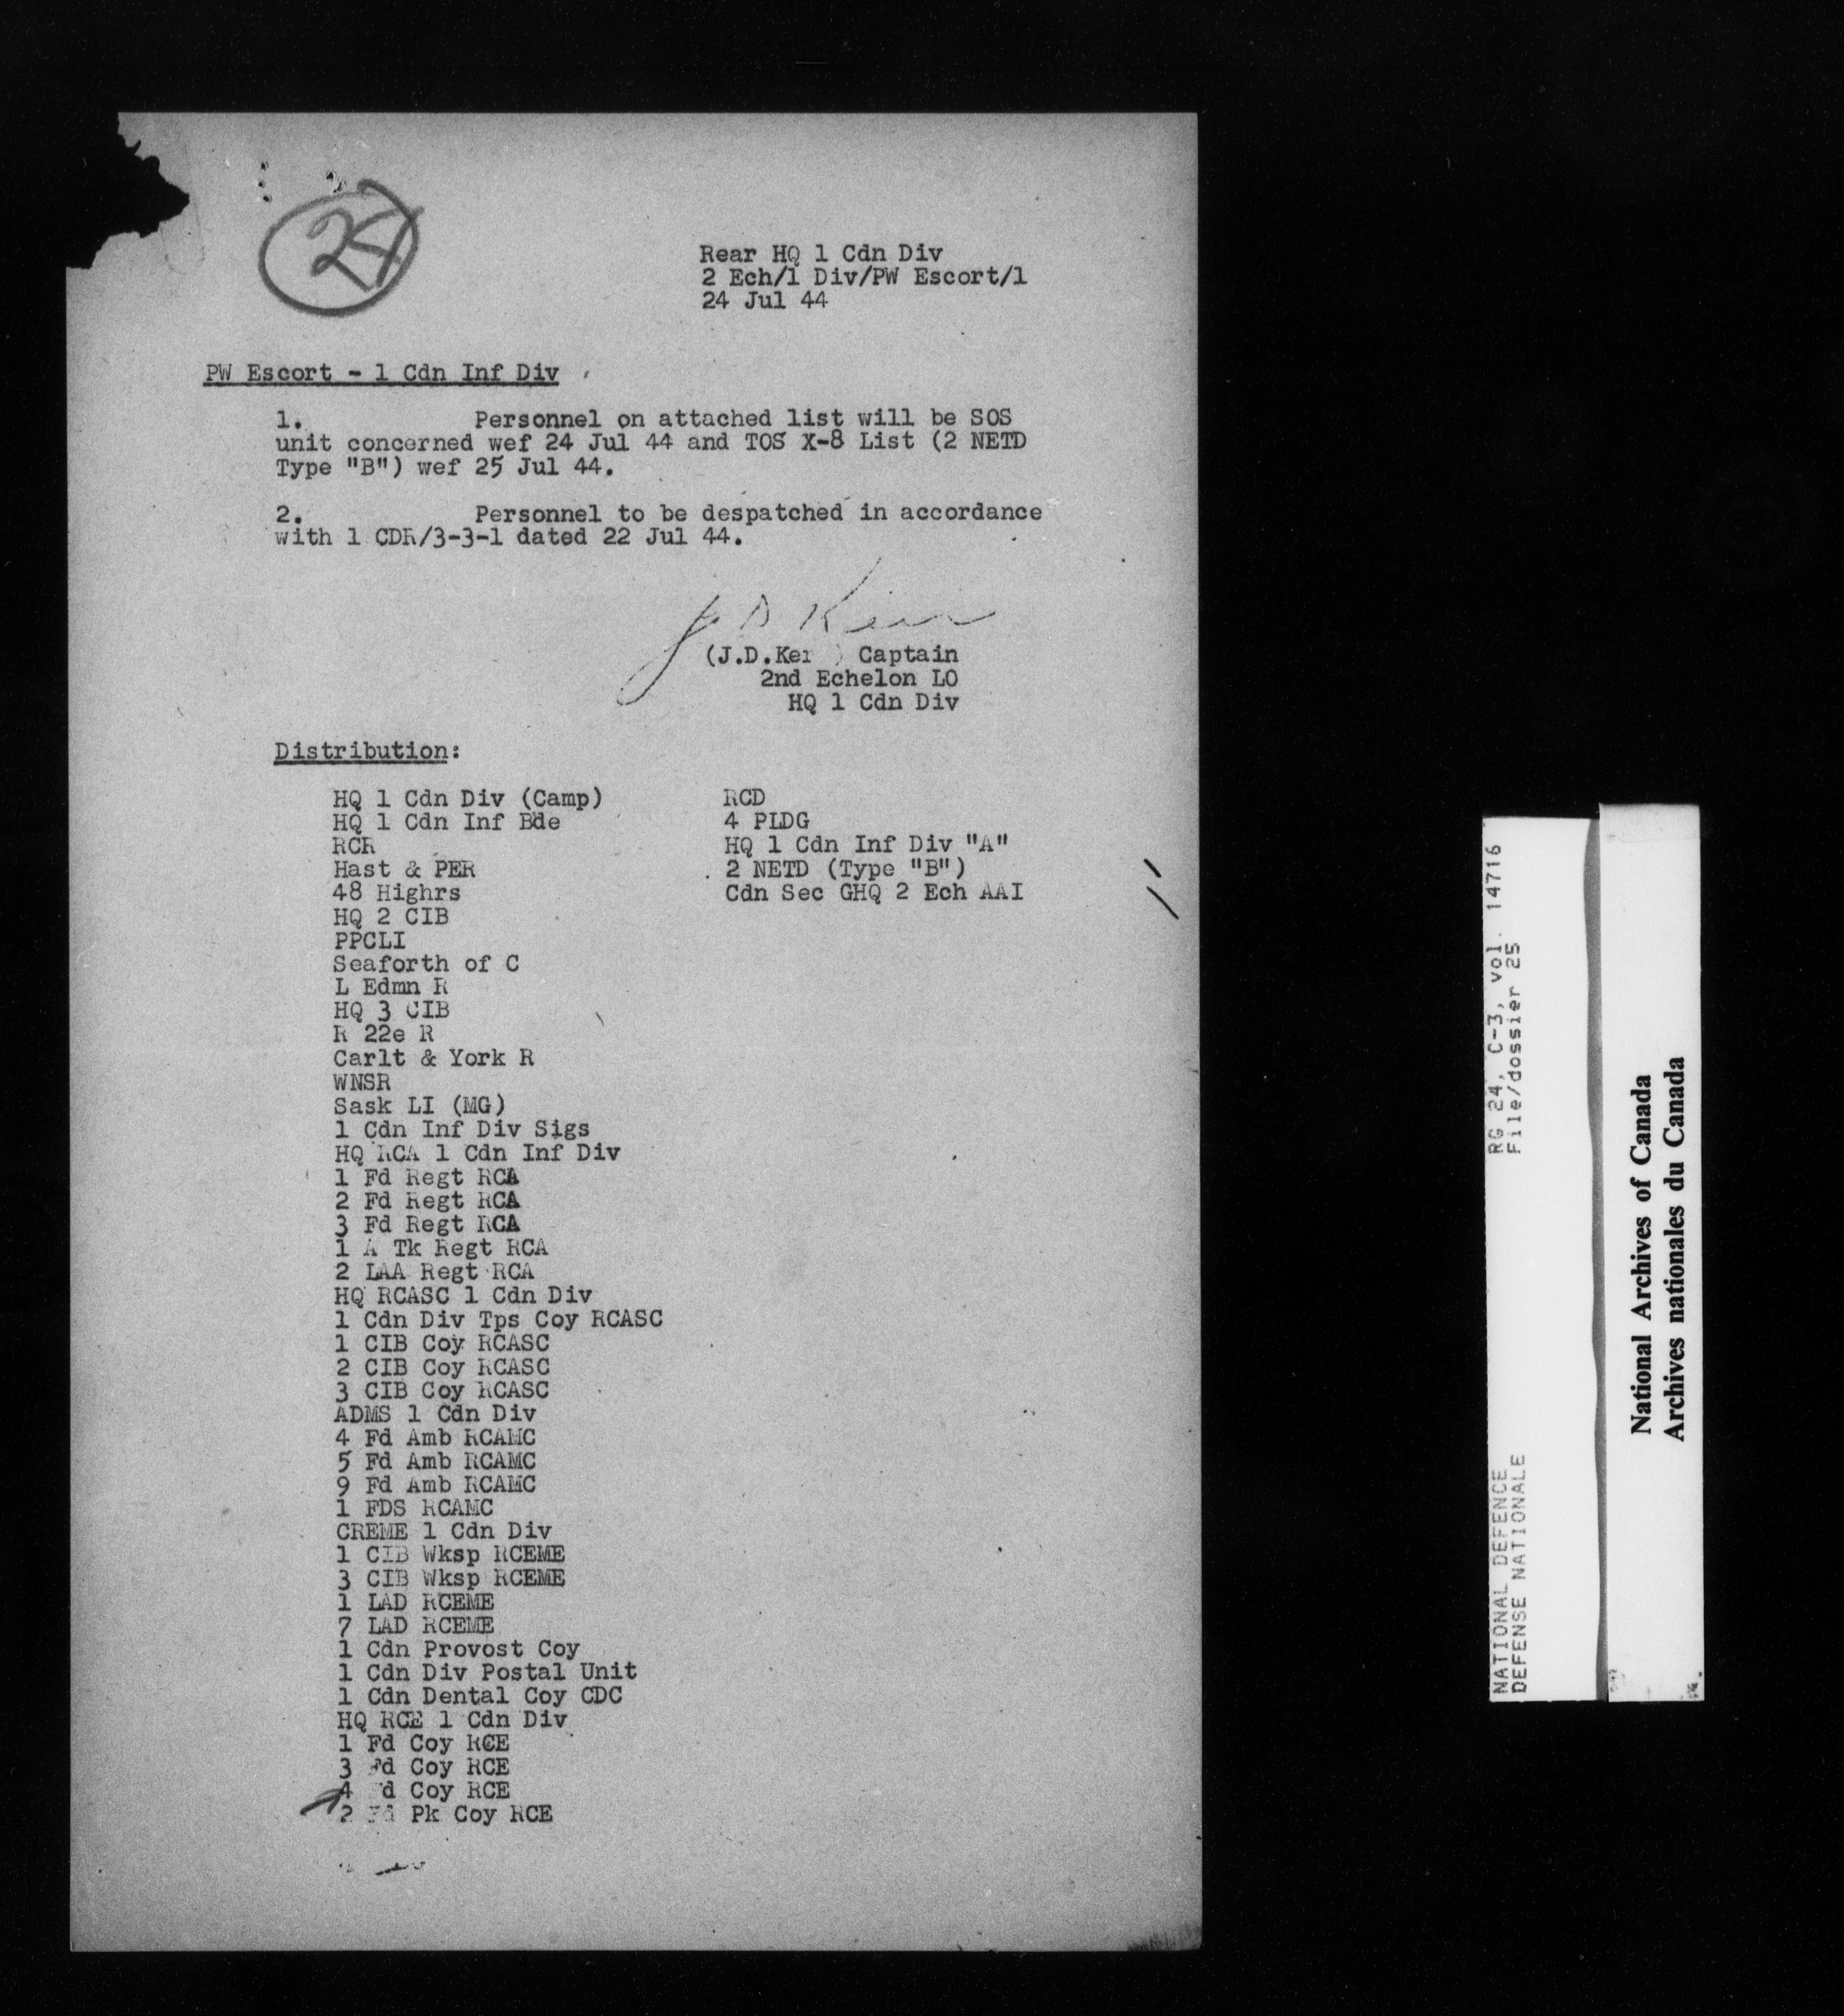 24
Rear HQ 1 Cdn Div
2 Ech/1 Div/PW Escort/1
24 Jul 44
PW Escort - 1 Cdn Inf Div
1. Personnel on attached list will be SOS
unit concerned wef 24 Jul 44 and TOS X-8 List (2 NETD
Type "B") wef 25 Jul 44.
2. Personnel to be despatched in accordance
with 1 CDR/3-3-1 dated 22 Jul 44.
(J.D.Ker ) Captain
2nd Echelon LO
HQ 1 Cdn Div
Distribution:
HQ 1 Cdn Div (Camp)
HQ 1 Cdn Inf Bde
RCR
Hast & PER
48 Highrs
HQ 2 CIB
PPCLI
Seaforth of C
L Edmn R
HQ 3 CIB
R 22e R
Carlt & York R
WNSR
Sask LI (MG)
1 Cdn Inf Div Sigs
HQ RCA 1 Cdn Inf Div
1 Fd Regt RCA
2 Fd Regt RCA
3 Fd Regt RCA
1 A Tk Regt RCA
2 LAA Regt RCA
HQ RCASC 1 Cdn Div
1 Cdn Div Tps Coy RCASC
1 CIB Coy RCASC
2 CIB Coy RCASC
3 CIB Coy RCASC
ADMS 1 Cdn Div
4 Fd Amb RCAMC
5 Fd Amb RCAMC
9 Fd Amb RCAMC
1 FDS RCAMC
CREME 1 Cdn Div
1 CIB Wksp RCEME
3 CIB Wksp RCEME
1 LAD RCEME
7 LAD RCEME
1 Cdn Provost Coy
1 Cdn Div Postal Unit
1 Cdn Dental Coy CDC
HQ RCE 1 Cdn Div
1 Fd Coy RCE
3 Fd Coy RCE
4 Fd Coy RCE
2 Fd Pk Coy RCE
RCD
4 PLDG
HQ 1 Cdn Inf Div "A"
2 NETD (Type "B")
Cdn Sec GHQ 2 Ech AAI
NATIONAL DEFENCE RG 24, C-3, vol. 14716
DEFENSE NATIONALE File/dossier 25
National Archives of Canada
Archives nationales du Canada